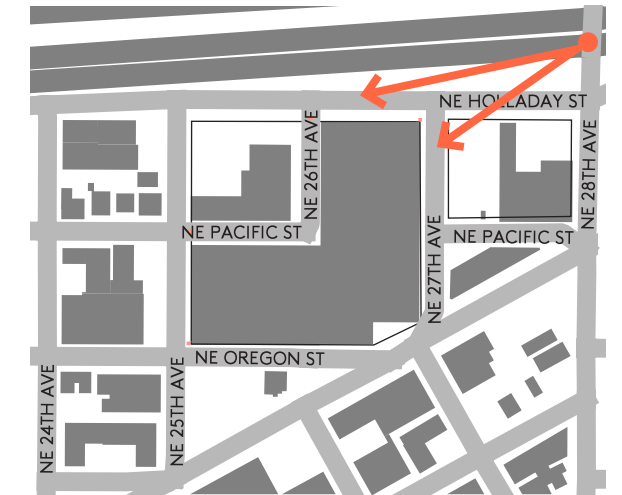 NE HOLLADAY ST
NE 26TH AVE
NE 28TH AVE
NE PACIFIC ST
NE PACIFIC ST
NE 27TH AVE
NE OREGON ST
NE 24TH AVE
NE 25TH AVE